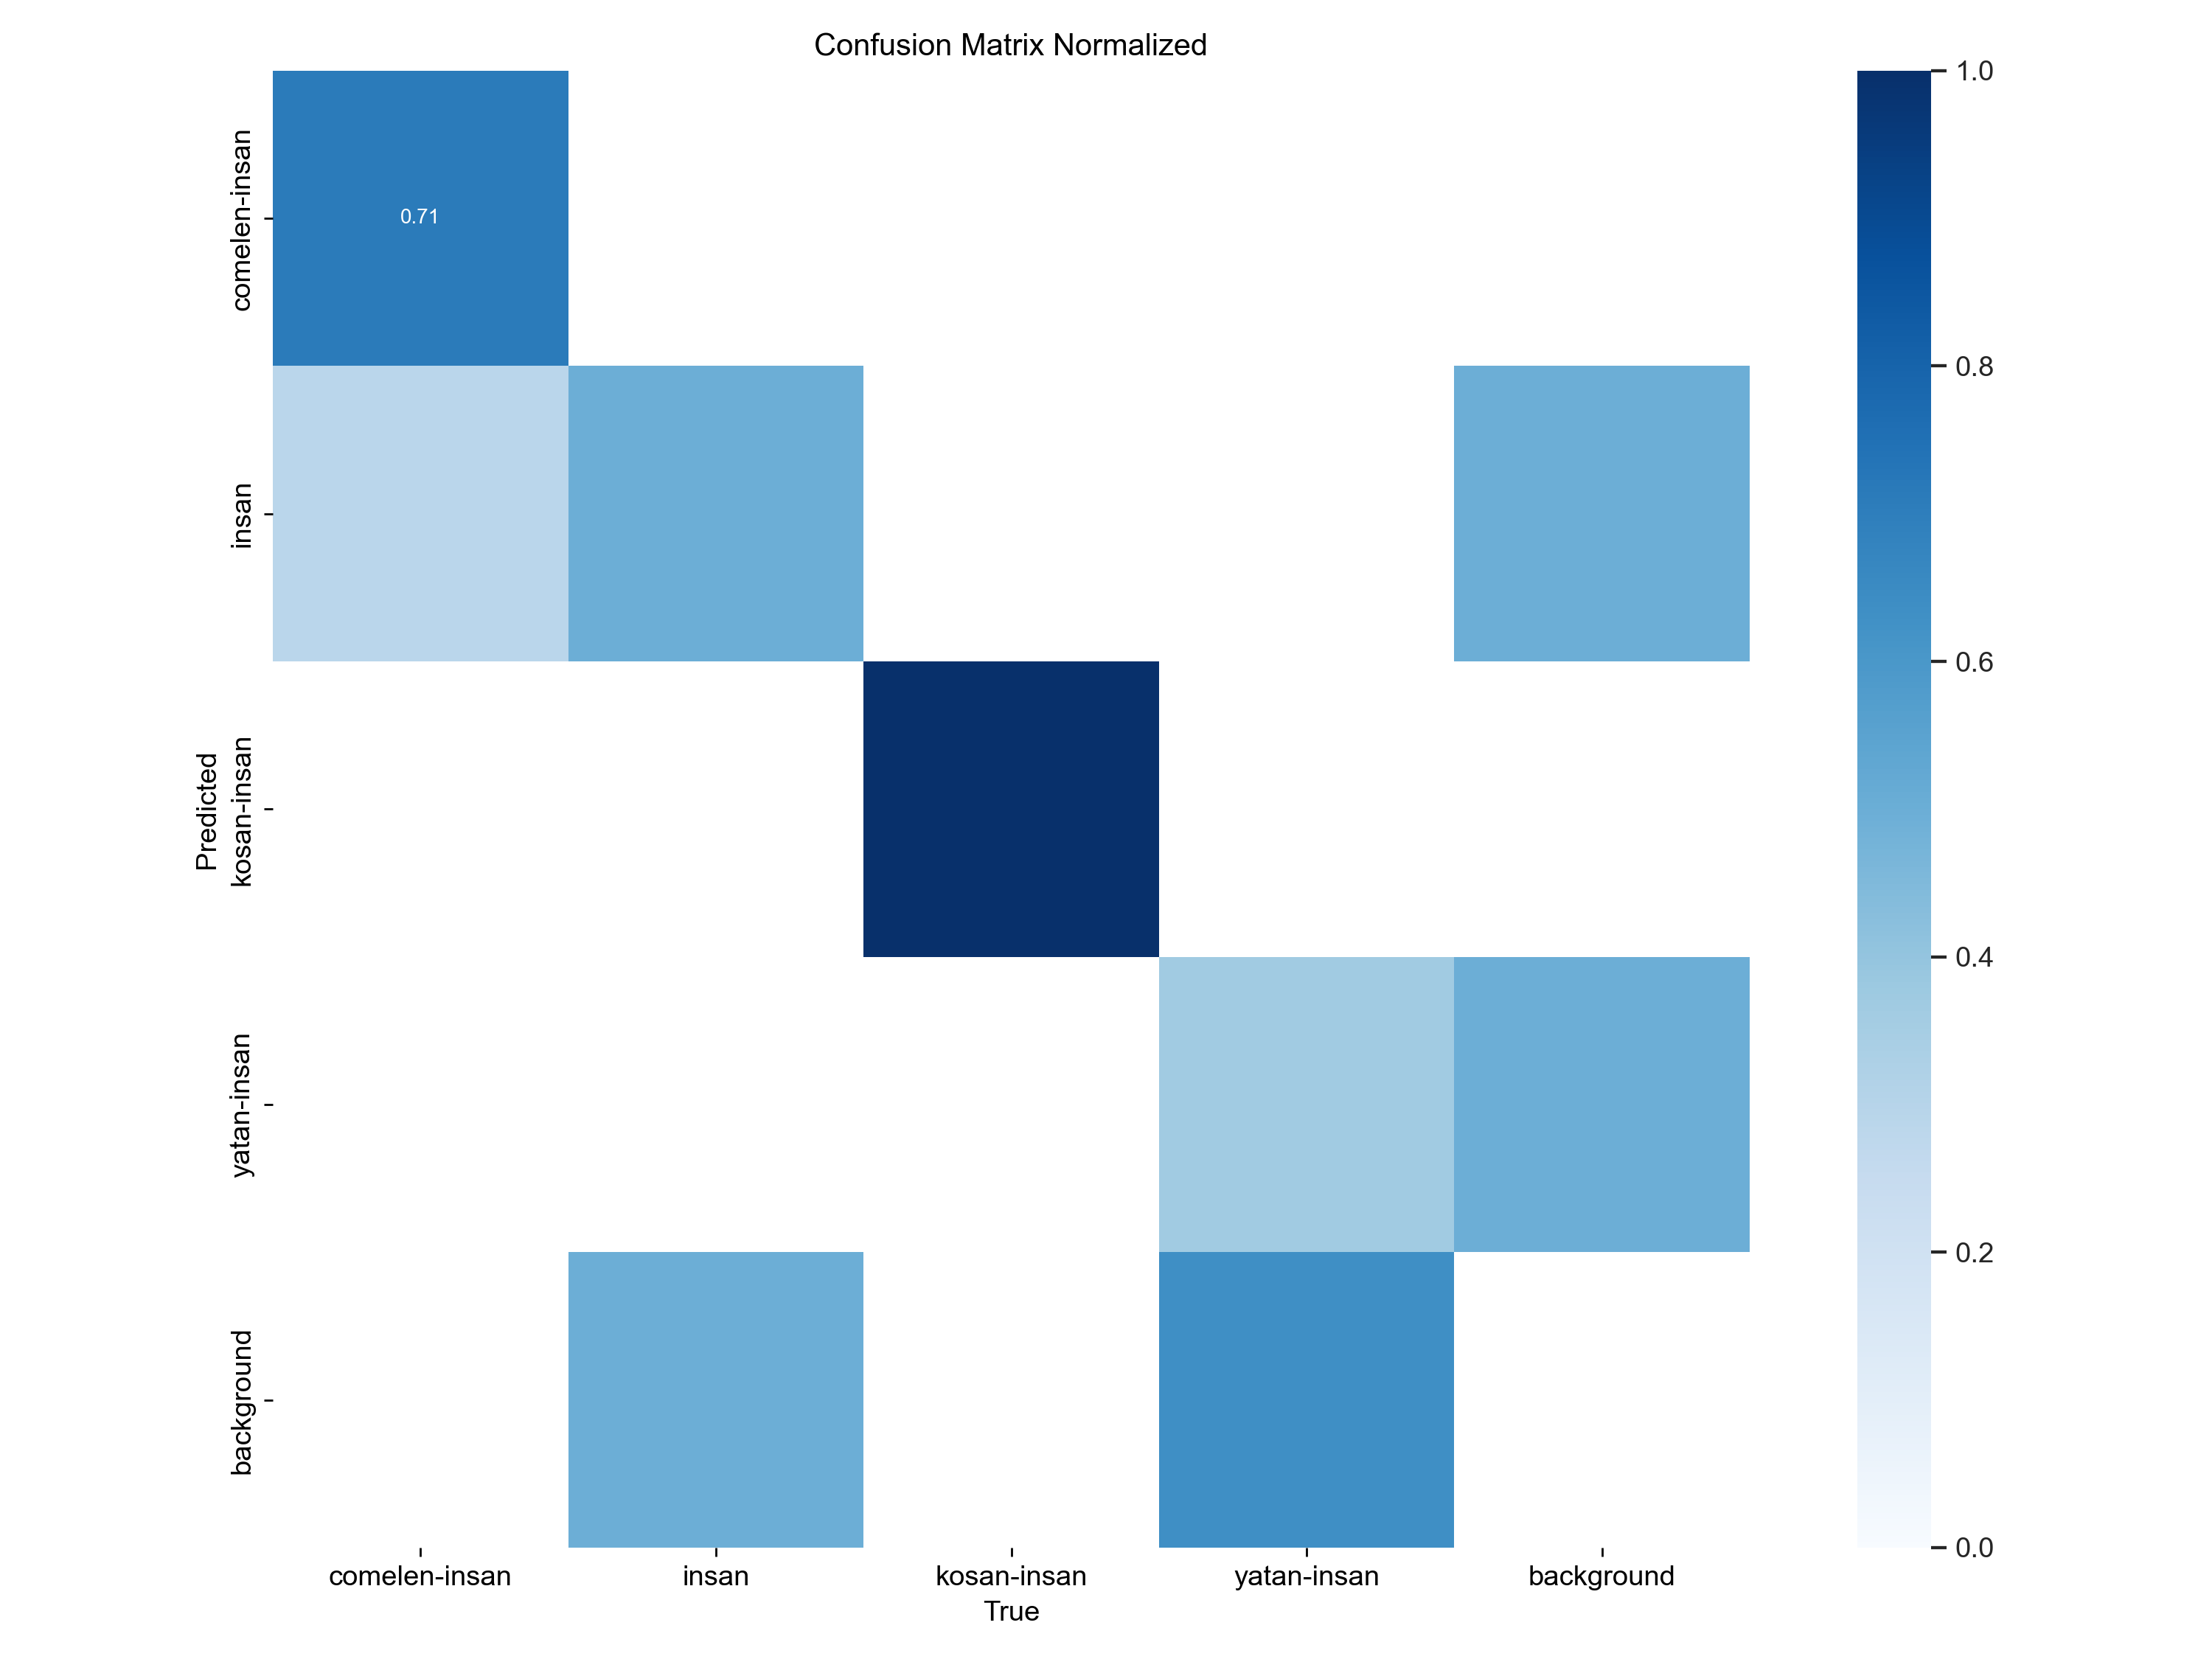 Confusion Matrix Normalized
Predicted
comelen-insan
insan
kosan-insan
yatan-insan
background
0.71
comelen-insan
insan
kosan-insan
yatan-insan
background
True
1.0
0.8
0.6
0.4
0.2
0.0